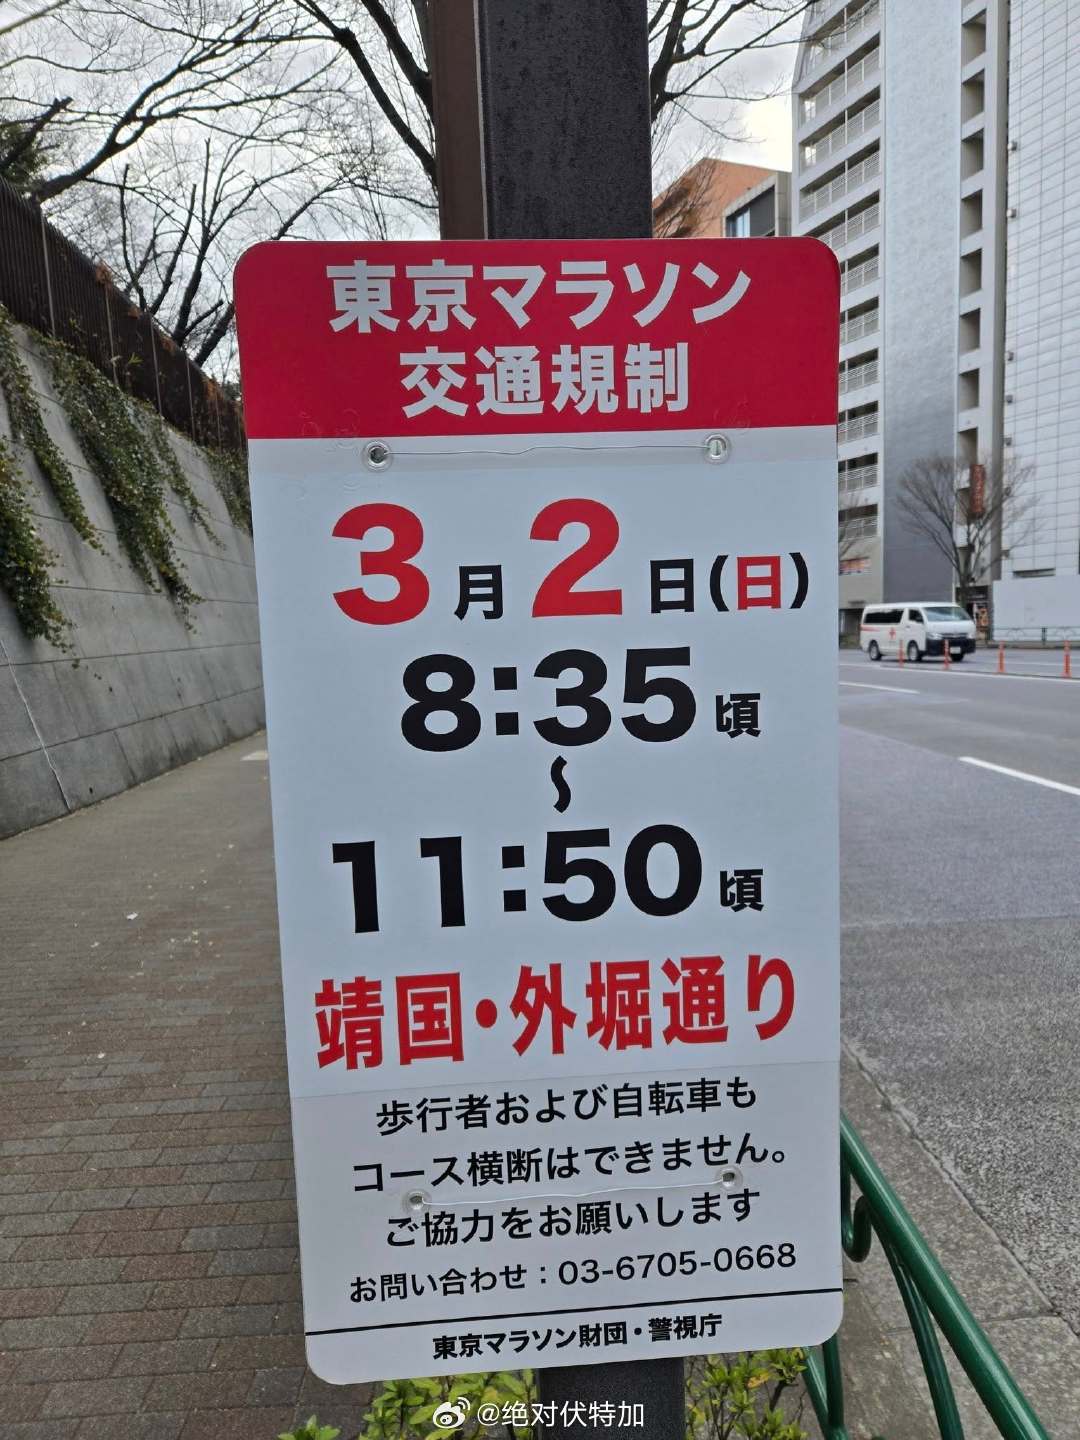 東京マラソン
交通規制
3月2日(日)
8:35頃
~
11:50頃
靖国・外堀通り
歩行者および自転車も
コース横断はできません。
ご協力をお願いします
お問い合わせ：03-6705-0668
東京マラソン財団・警視庁
@绝对伏特加